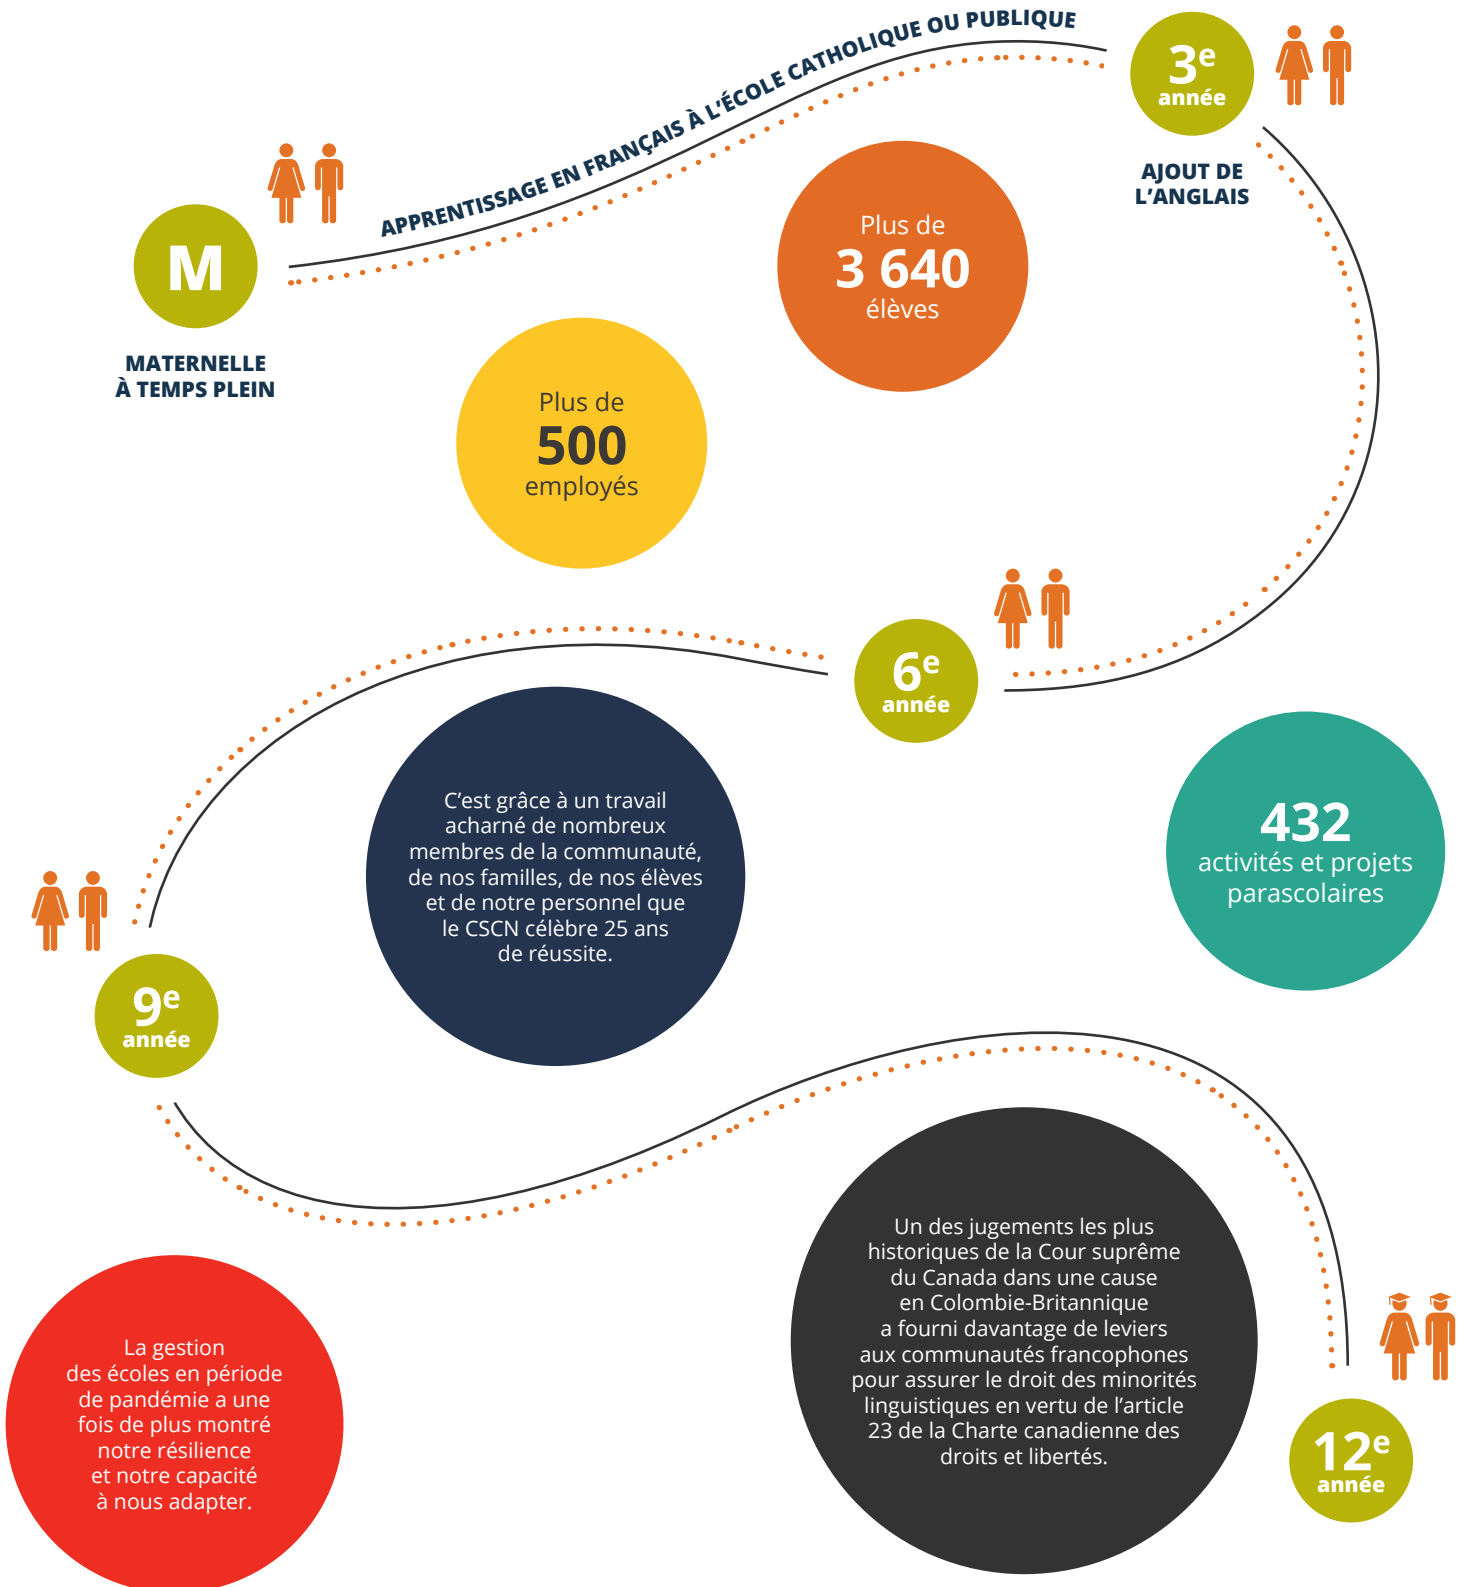 APPRENTISSAGE EN FRANÇAIS À L'ÉCOLE CATHOLIQUE OU PUBLIQUE
3e
année
AJOUT DE
L'ANGLAIS
M
MATERNELLE
À TEMPS PLEIN
Plus de
3 640
élèves
Plus de
500
employés
6e
année
C'est grâce à un travail
acharné de nombreux
membres de la communauté,
de nos familles, de nos élèves
et de notre personnel que
le CSCN célèbre 25 ans
de réussite.
432
activités et projets
parascolaires
9e
année
Un des jugements les plus
historiques de la Cour suprême
du Canada dans une cause
en Colombie-Britannique
a fourni davantage de leviers
aux communautés francophones
pour assurer le droit des minorités
linguistiques en vertu de l'article
23 de la Charte canadienne des
droits et libertés.
La gestion
des écoles en période
de pandémie a une
fois de plus montré
notre résilience
et notre capacité
à nous adapter.
12e
année